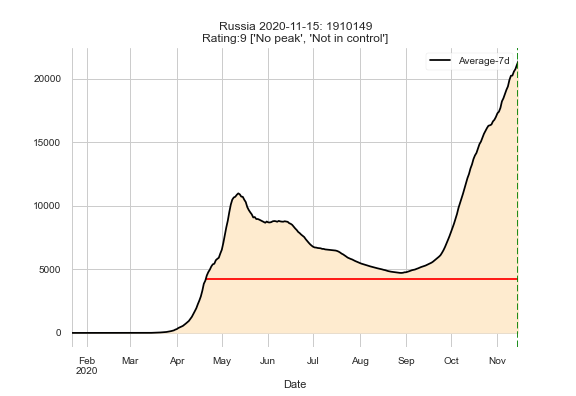 Russia 2020-11-15: 1910149
Rating:9 ['No peak', 'Not in control']
Average-7d
20000
15000
10000
5000
0
Feb Mar Apr May Jun Jul Aug Sep Oct Nov
2020
Date